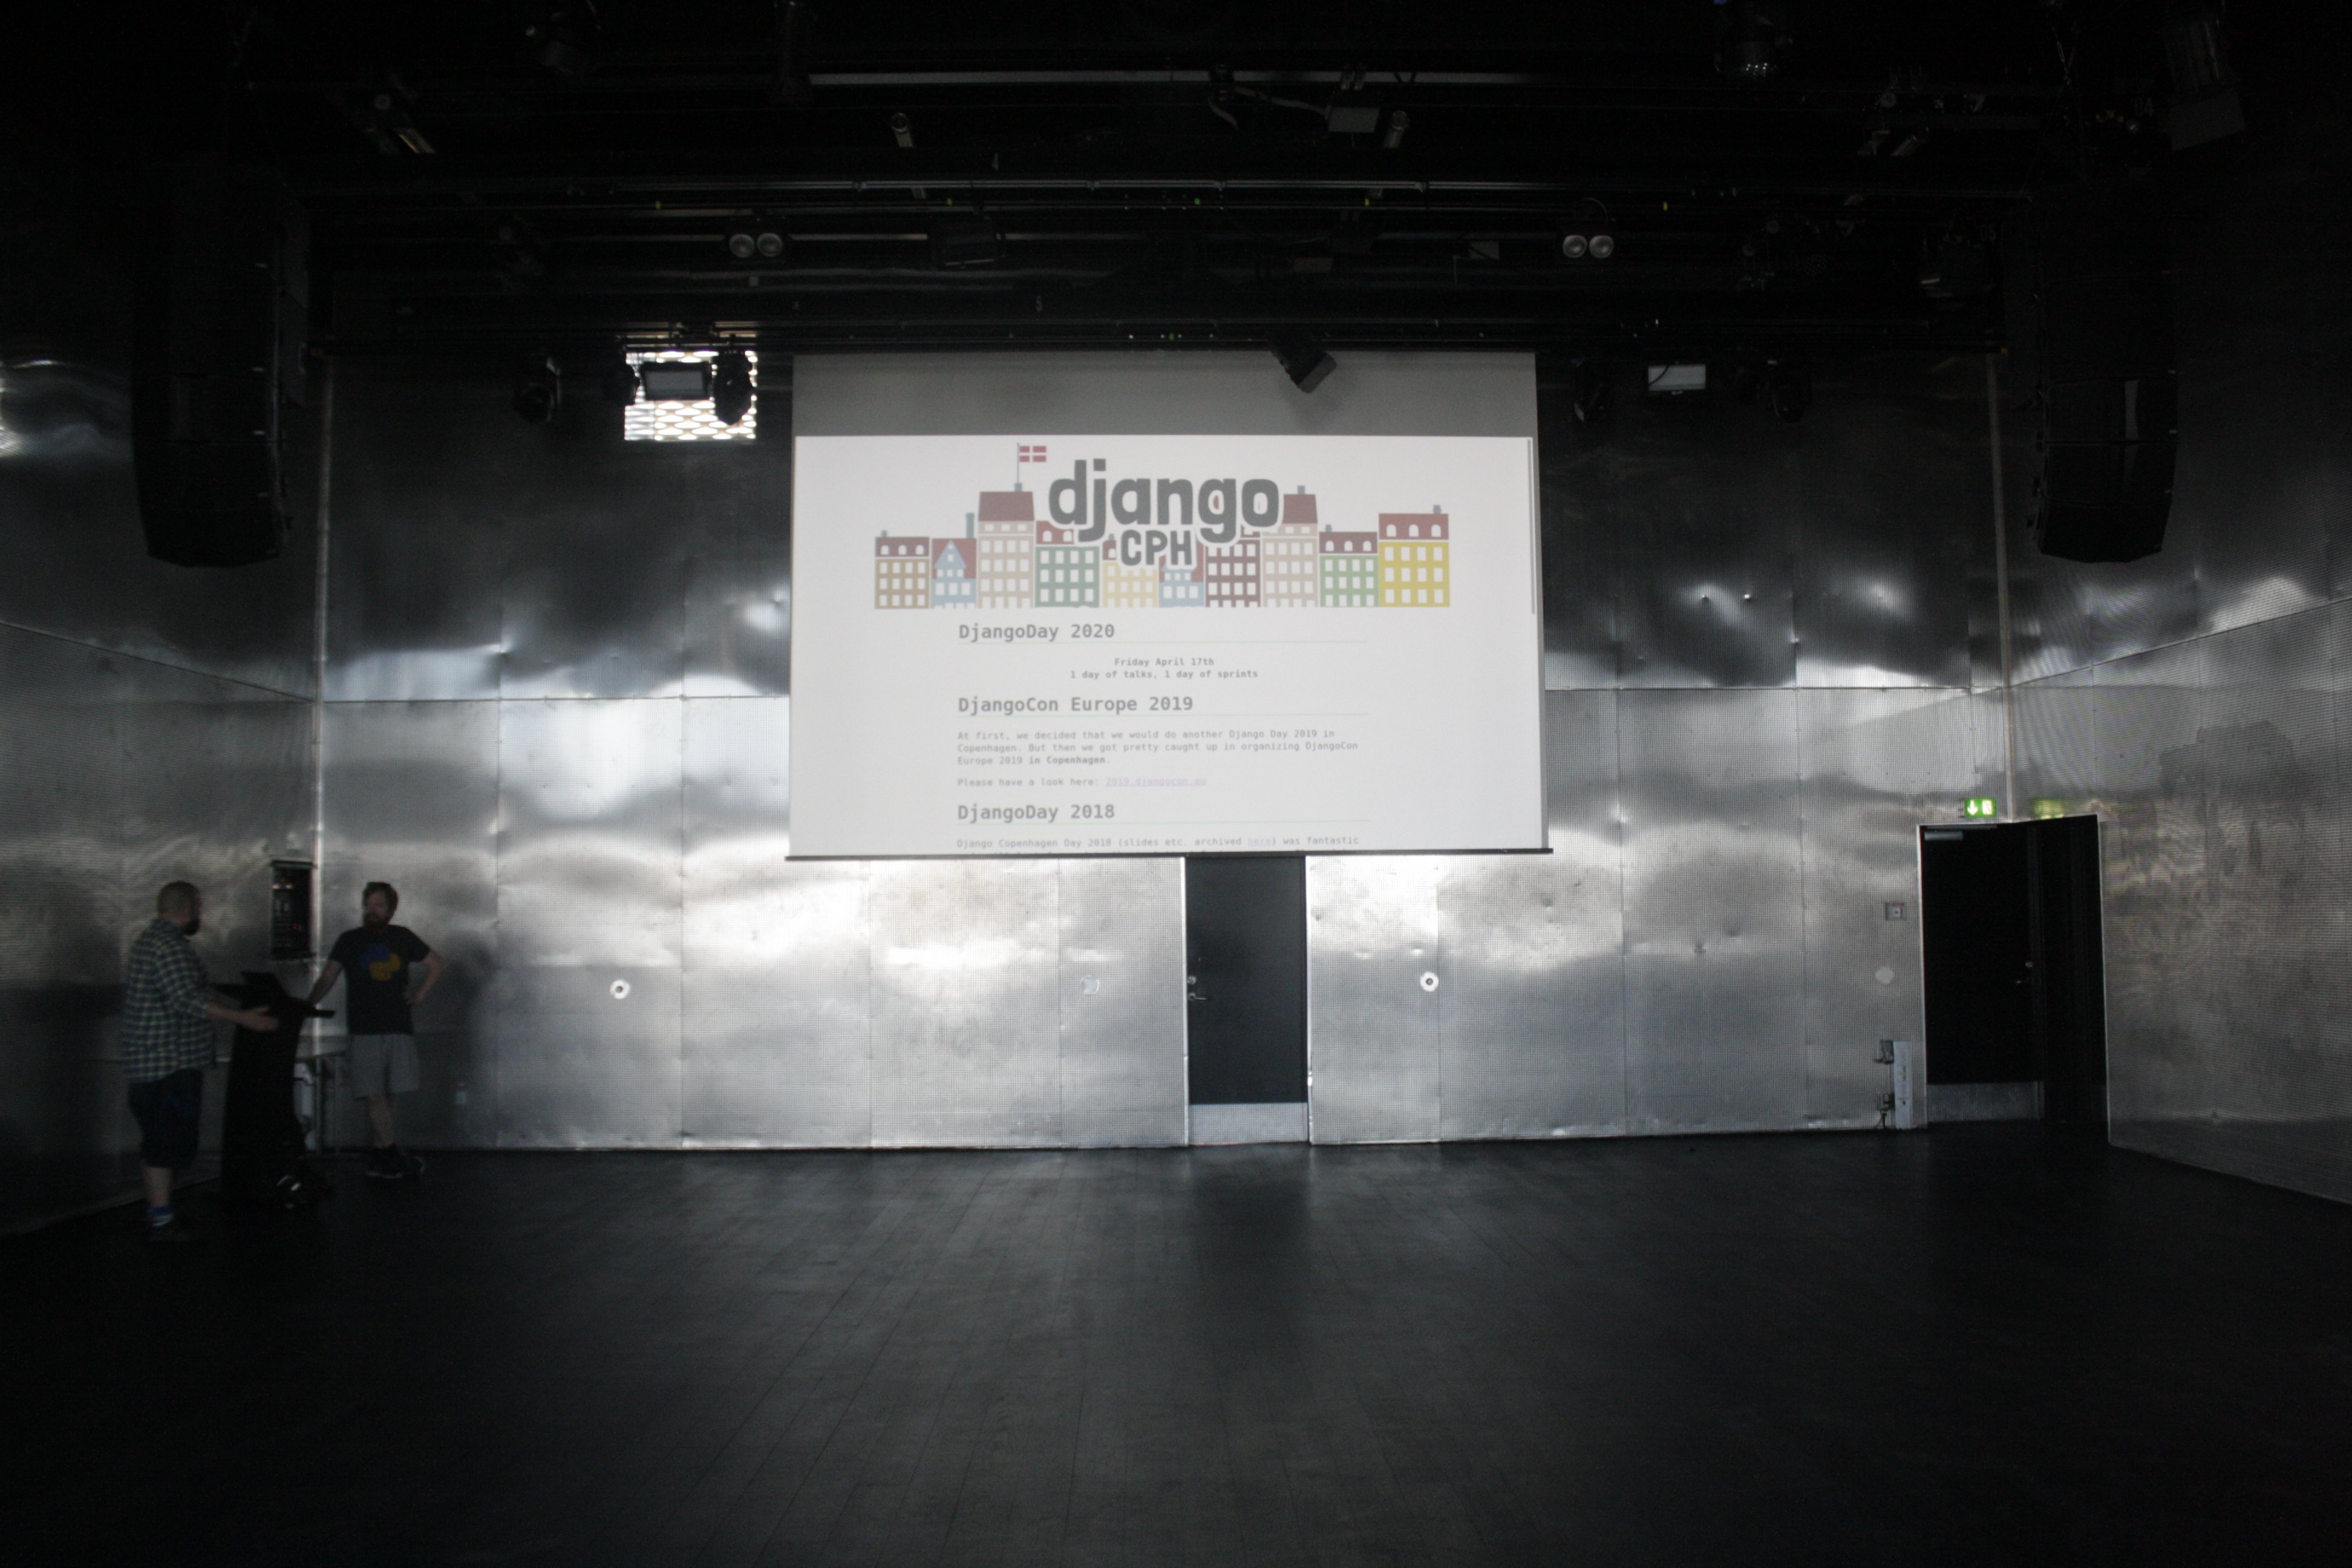 django
CPH
DjangoDay 2020
Friday April 17th
1 day of talks, 1 day of sprints
DjangoCon Europe 2019
At first, we decided that we would do another Django Day 2019 in
Copenhagen. But then we got pretty caught up in organizing DjangoCon
Europe 2019 in Copenhagen.
Please have a look here: 2019.djangocon.eu
DjangoDay 2018
Django Copenhagen Day 2018 (slides etc. archived here) was fantastic